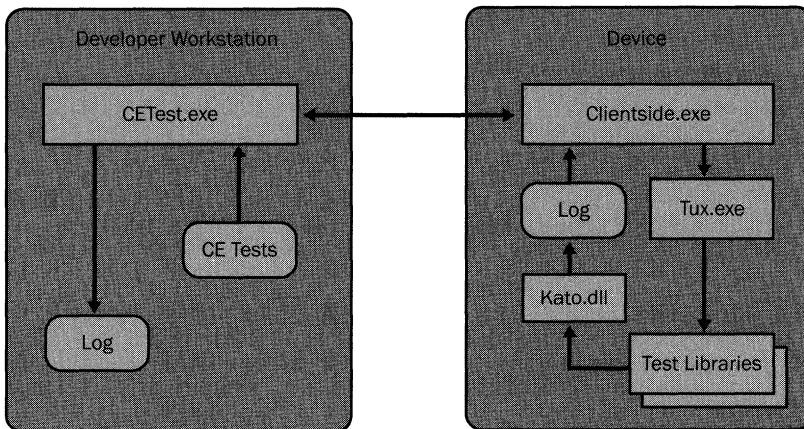 Developer Workstation
CETest.exe
CE Tests
Log
Device
Clientside.exe
Log
Tux.exe
Kato.dll
Test Libraries